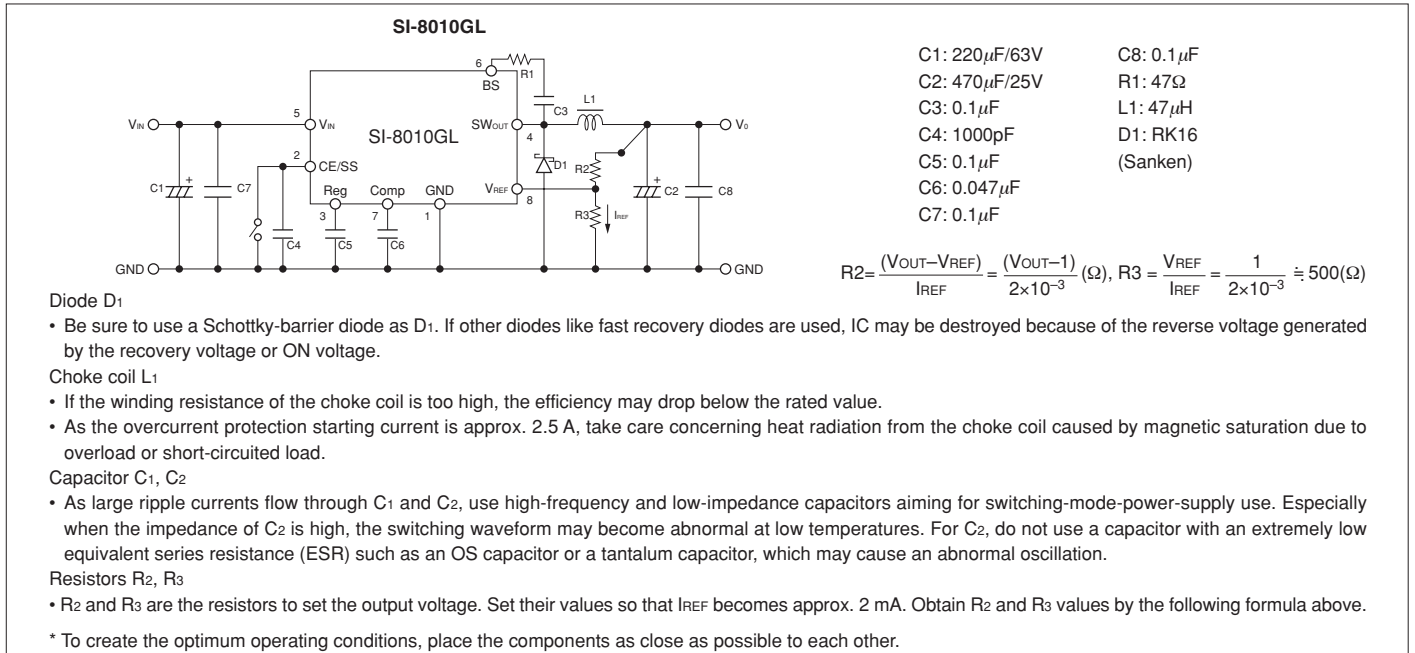 SI-8010GL
6
BS
R1
C3
L1
VIN
5
VIN
SI-8010GL
SWOUT
4
V0
2
CE/SS
D1
R2
C1
+
C7
Reg
Comp
GND
VREF
8
+
C2
C8
3
7
1
R3
IREF
C4
C5
C6
GND
GND
C1: 220μF/63V
C2: 470μF/25V
C3: 0.1μF
C4: 1000pF
C5: 0.1μF
C6: 0.047μF
C7: 0.1μF
C8: 0.1μF
R1: 47Ω
L1: 47μH
D1: RK16
(Sanken)
R2= (VOUT–VREF) / IREF = (VOUT–1) / 2×10–3 (Ω), R3 = VREF / IREF = 1 / 2×10–3 ≒ 500(Ω)
Diode D1
• Be sure to use a Schottky-barrier diode as D1. If other diodes like fast recovery diodes are used, IC may be destroyed because of the reverse voltage generated
by the recovery voltage or ON voltage.
Choke coil L1
• If the winding resistance of the choke coil is too high, the efficiency may drop below the rated value.
• As the overcurrent protection starting current is approx. 2.5 A, take care concerning heat radiation from the choke coil caused by magnetic saturation due to
overload or short-circuited load.
Capacitor C1, C2
• As large ripple currents flow through C1 and C2, use high-frequency and low-impedance capacitors aiming for switching-mode-power-supply use. Especially
when the impedance of C2 is high, the switching waveform may become abnormal at low temperatures. For C2, do not use a capacitor with an extremely low
equivalent series resistance (ESR) such as an OS capacitor or a tantalum capacitor, which may cause an abnormal oscillation.
Resistors R2, R3
• R2 and R3 are the resistors to set the output voltage. Set their values so that IREF becomes approx. 2 mA. Obtain R2 and R3 values by the following formula above.
* To create the optimum operating conditions, place the components as close as possible to each other.